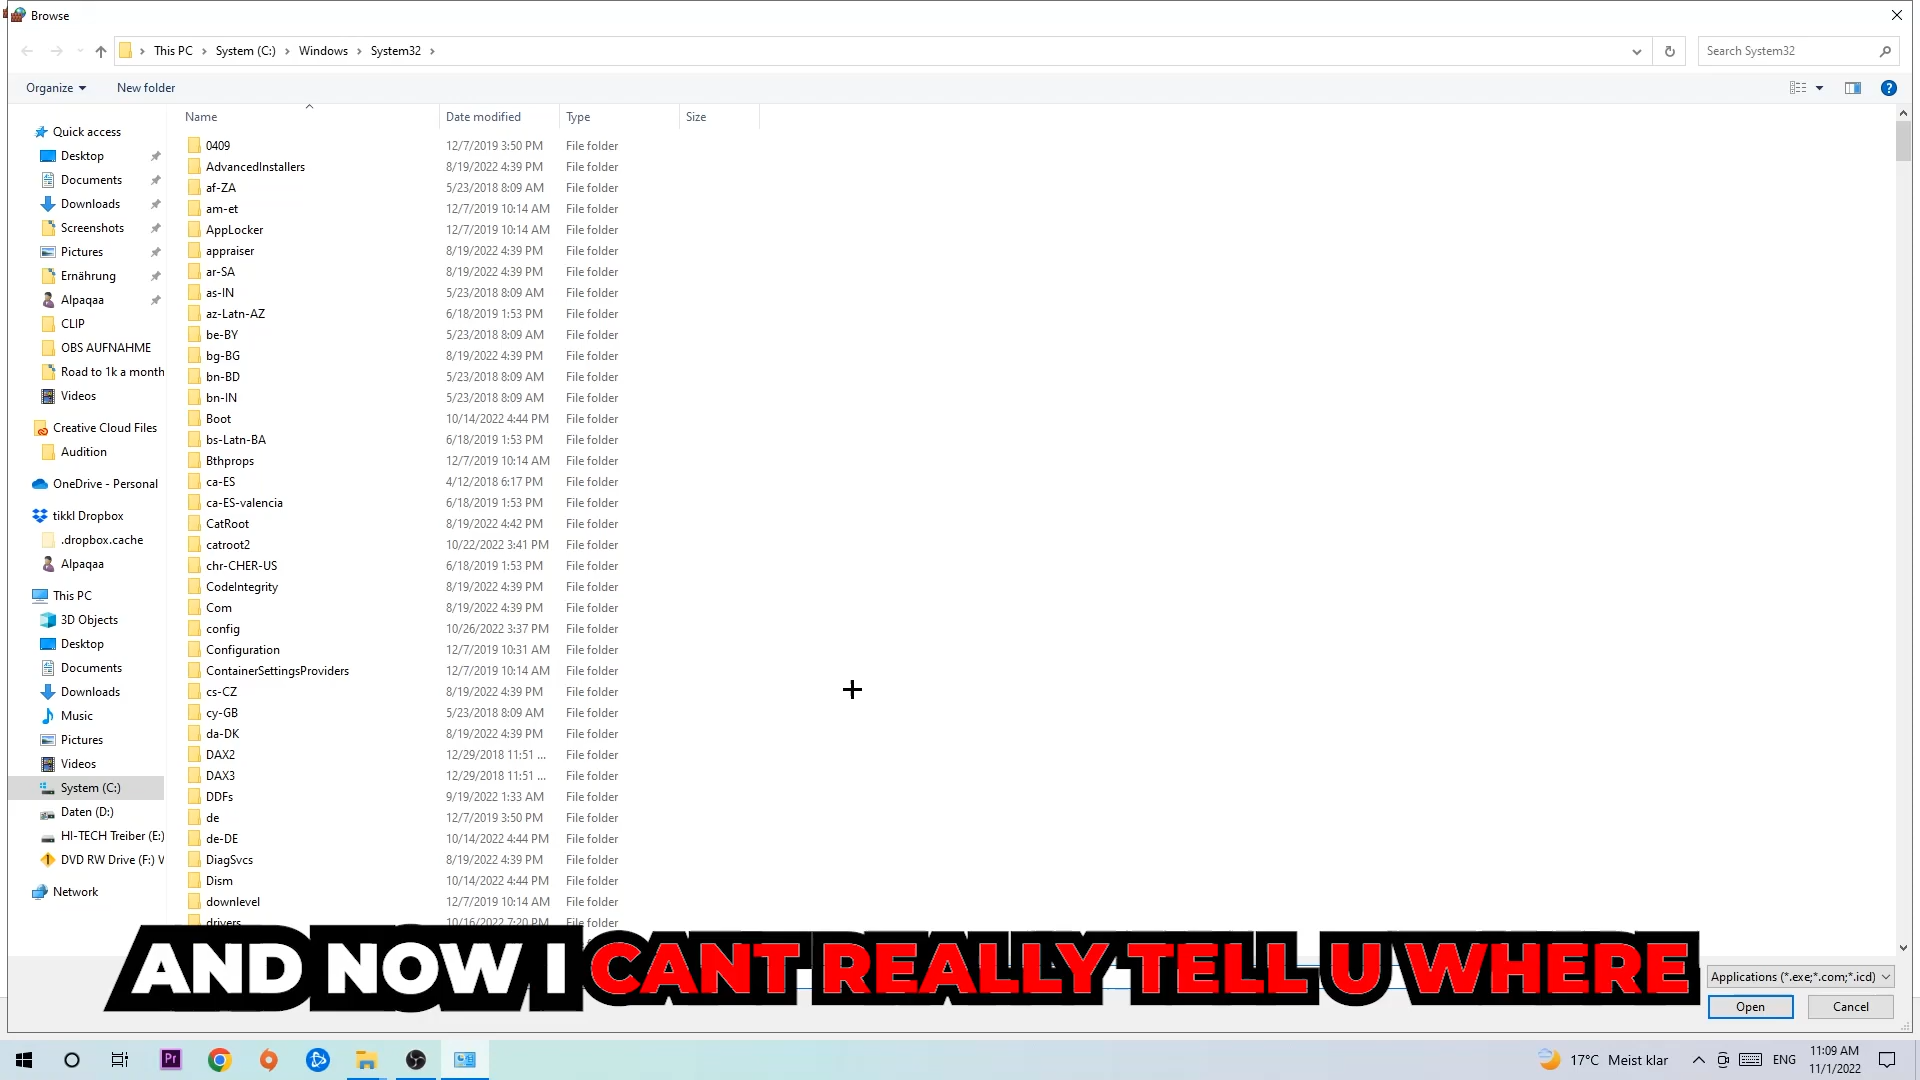 Browse
This PC > System (C:) > Windows > System32 >
Search System32
Organize
New folder
Name Date modified Type Size
Quick access
Desktop
Documents
Downloads
Screenshots
Pictures
Ernährung
Alpaqaa
CLIP
OBS AUFNAHME
Road to 1k a month
Videos
Creative Cloud Files
Audition
OneDrive - Personal
tikkl Dropbox
.dropbox.cache
Alpaqaa
This PC
3D Objects
Desktop
Documents
Downloads
Music
Pictures
Videos
System (C:)
Daten (D:)
HI-TECH Treiber (E:)
DVD RW Drive (F:) V
Network
0409 12/7/2019 3:50 PM File folder
AdvancedInstallers 8/19/2022 4:39 PM File folder
af-ZA 5/23/2018 8:09 AM File folder
am-et 12/7/2019 10:14 AM File folder
AppLocker 12/7/2019 10:14 AM File folder
appraiser 8/19/2022 4:39 PM File folder
ar-SA 8/19/2022 4:39 PM File folder
as-IN 5/23/2018 8:09 AM File folder
az-Latn-AZ 6/18/2019 1:53 PM File folder
be-BY 5/23/2018 8:09 AM File folder
bg-BG 8/19/2022 4:39 PM File folder
bn-BD 5/23/2018 8:09 AM File folder
bn-IN 5/23/2018 8:09 AM File folder
Boot 10/14/2022 4:44 PM File folder
bs-Latn-BA 6/18/2019 1:53 PM File folder
Bthprops 12/7/2019 10:14 AM File folder
ca-ES 4/12/2018 6:17 PM File folder
ca-ES-valencia 6/18/2019 1:53 PM File folder
CatRoot 8/19/2022 4:42 PM File folder
catroot2 10/22/2022 3:41 PM File folder
chr-CHER-US 6/18/2019 1:53 PM File folder
CodeIntegrity 8/19/2022 4:39 PM File folder
Com 8/19/2022 4:39 PM File folder
config 10/26/2022 3:37 PM File folder
Configuration 12/7/2019 10:31 AM File folder
ContainerSettingsProviders 12/7/2019 10:14 AM File folder
cs-CZ 8/19/2022 4:39 PM File folder
cy-GB 5/23/2018 8:09 AM File folder
da-DK 8/19/2022 4:39 PM File folder
DAX2 12/29/2018 11:51 ... File folder
DAX3 12/29/2018 11:51 ... File folder
DDFs 9/19/2022 1:33 AM File folder
de 12/7/2019 3:50 PM File folder
de-DE 10/14/2022 4:44 PM File folder
DiagSvcs 8/19/2022 4:39 PM File folder
Dism 10/14/2022 4:44 PM File folder
downlevel 12/7/2019 10:14 AM File folder
drivers 10/16/2022 7:20 PM File folder
AND NOW I CANT REALLY TELL U WHERE
Applications (*.exe;*.com;*.icd)
Open
Cancel
Pr
17°C Meist klar
ENG
11:09 AM
11/1/2022